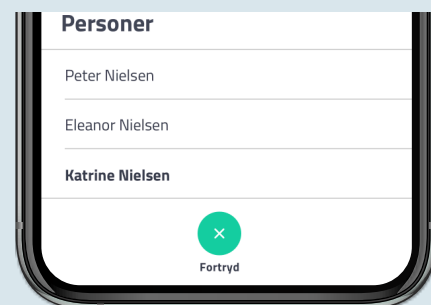 Personer
Peter Nielsen
Eleanor Nielsen
Katrine Nielsen
Fortryd